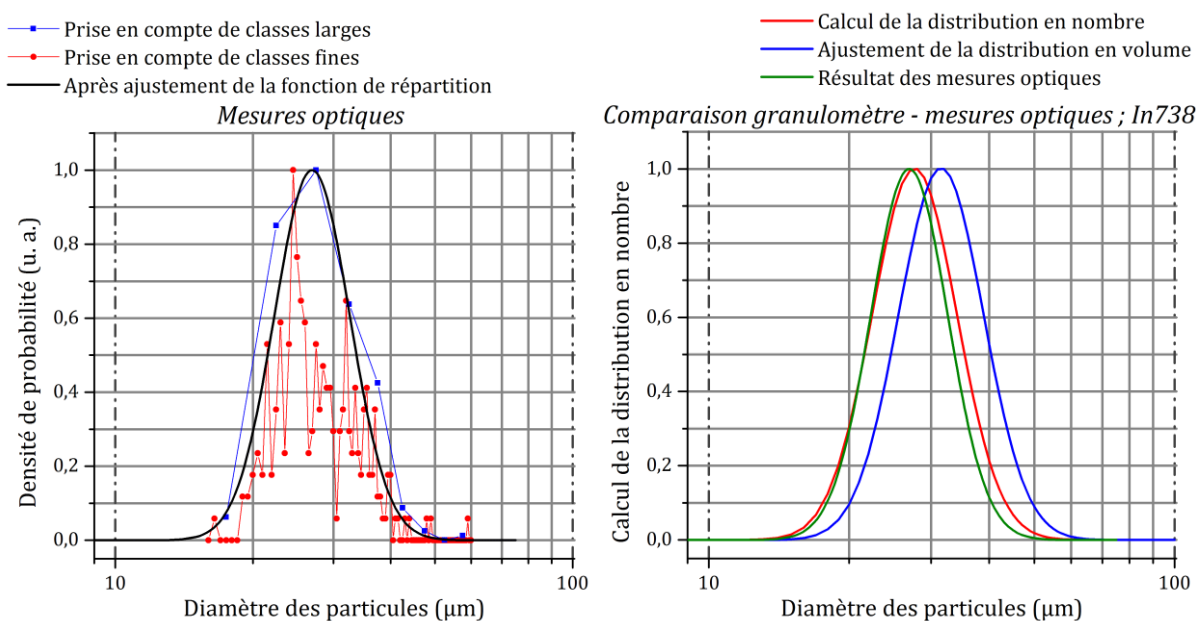 Prise en compte de classes larges
Prise en compte de classes fines
Après ajustement de la fonction de répartition
Mesures optiques
1,0
0,8
0,6
0,4
0,2
0,0
Densité de probabilité (u. a.)
10
100
Diamètre des particules (µm)
Calcul de la distribution en nombre
Ajustement de la distribution en volume
Résultat des mesures optiques
Comparaison granulomètre - mesures optiques ; In738
1,0
0,8
0,6
0,4
0,2
0,0
Calcul de la distribution en nombre
10
100
Diamètre des particules (µm)